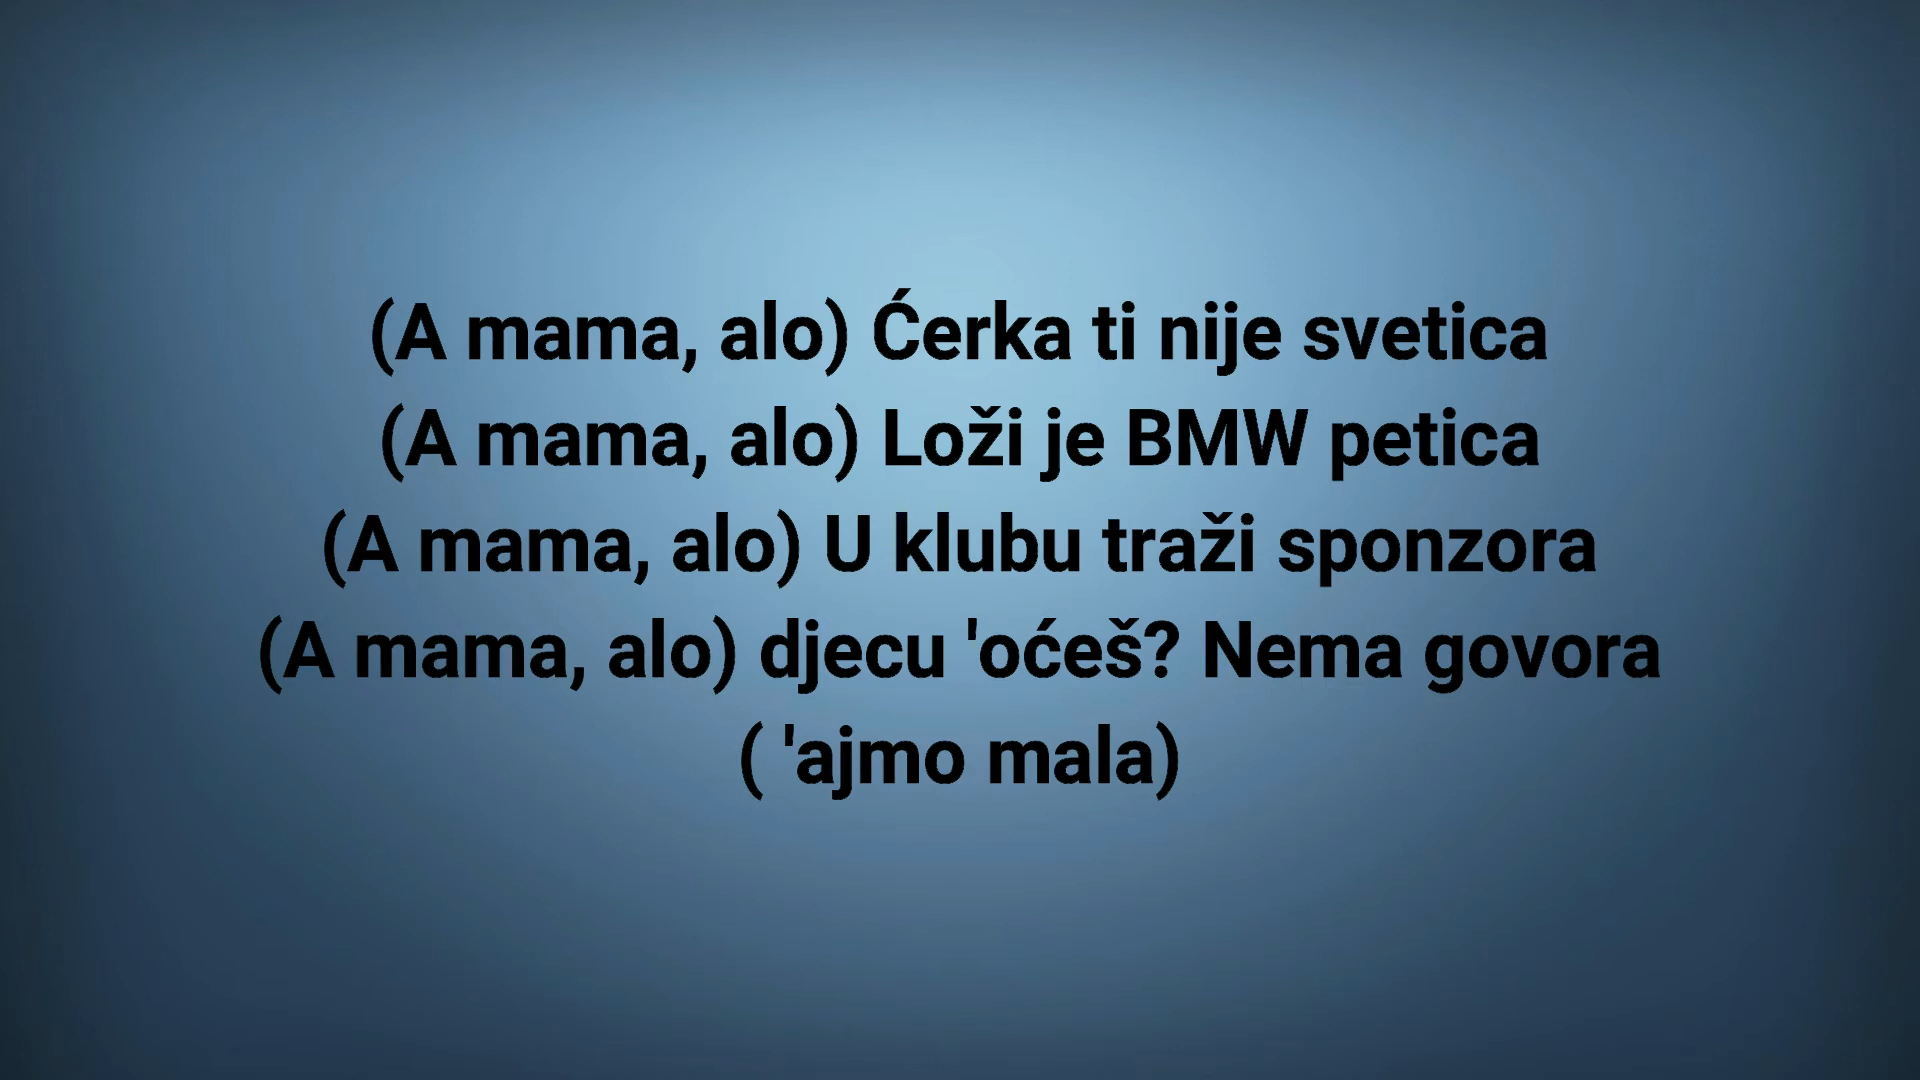 (A mama, alo) Ćerka ti nije svetica
(A mama, alo) Loži je BMW petica
(A mama, alo) U klubu traži sponzora
(A mama, alo) djecu 'oćeš? Nema govora
( 'ajmo mala)